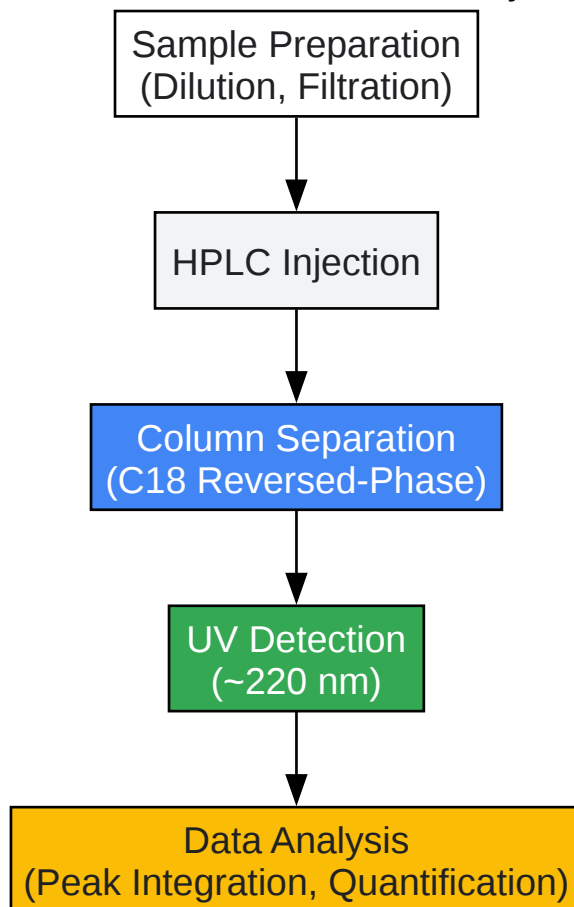 Sample Preparation
(Dilution, Filtration)
HPLC Injection
Column Separation
(C18 Reversed-Phase)
UV Detection
(~220 nm)
Data Analysis
(Peak Integration, Quantification)